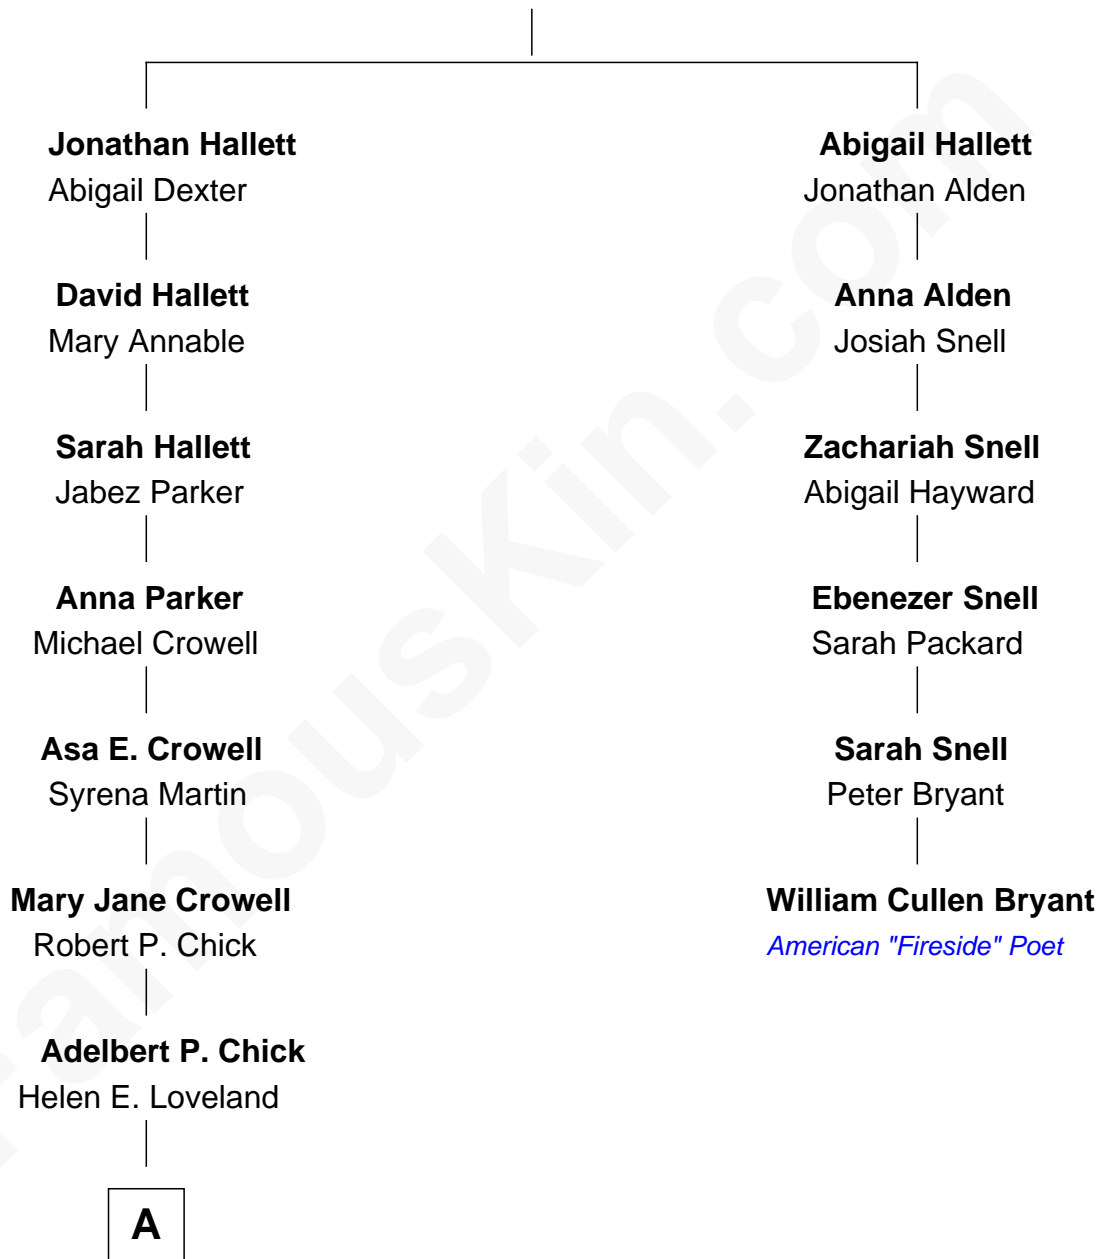 Jonathan Hallett
Abigail Dexter
David Hallett
Mary Annable
Sarah Hallett
Jabez Parker
Anna Parker
Michael Crowell
Asa E. Crowell
Syrena Martin
Mary Jane Crowell
Robert P. Chick
Adelbert P. Chick
Helen E. Loveland
A
Abigail Hallett
Jonathan Alden
Anna Alden
Josiah Snell
Zachariah Snell
Abigail Hayward
Ebenezer Snell
Sarah Packard
Sarah Snell
Peter Bryant
William Cullen Bryant
American "Fireside" Poet
FamousKin.com